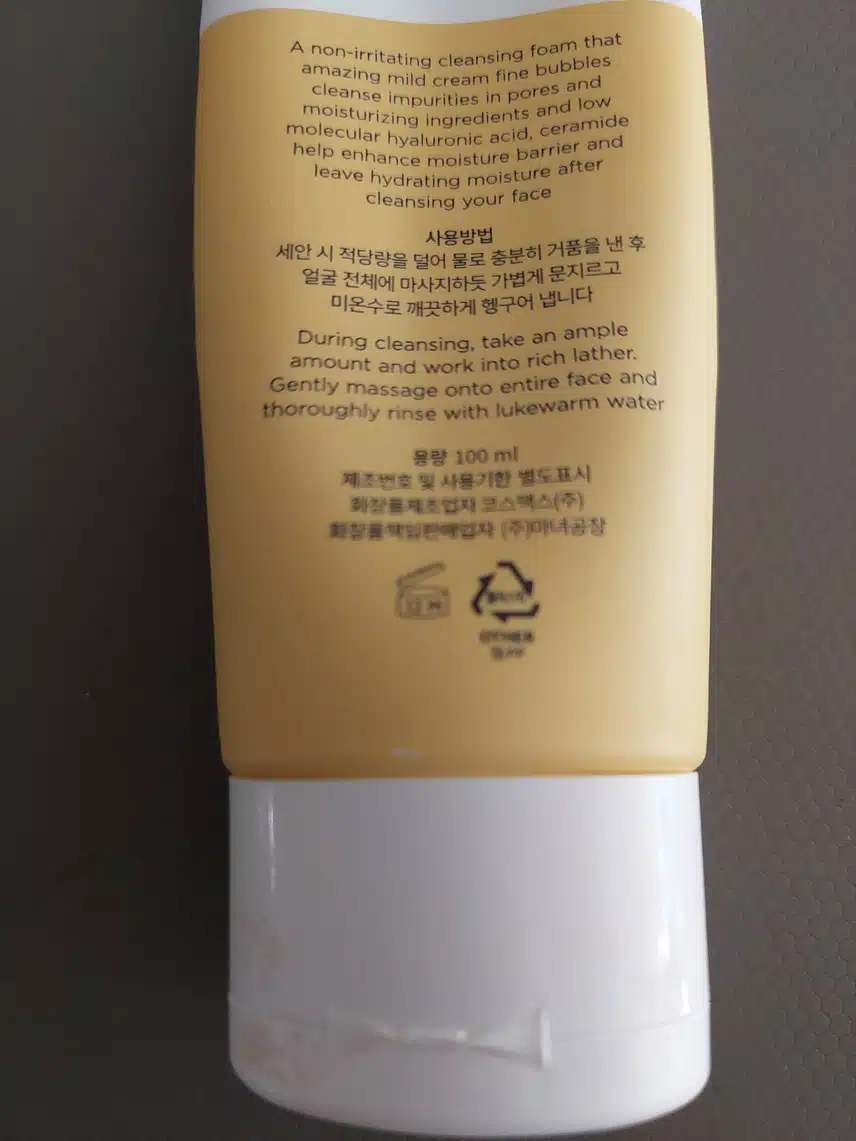 A non-irritating cleansing foam that
amazing mild cream fine bubbles
cleanse impurities in pores and
moisturizing ingredients and low
molecular hyaluronic acid, ceramide
help enhance moisture barrier and
leave hydrating moisture after
cleansing your face
사용방법
세안 시 적당량을 덜어 물로 충분히 거품을 낸 후
얼굴 전체에 마사지하듯 가볍게 문지르고
미온수로 깨끗하게 헹구어 냅니다
During cleansing, take an ample
amount and work into rich lather.
Gently massage onto entire face and
thoroughly rinse with lukewarm water
용량 100 ml
제조번호 및 사용기한 별도표시
화장품제조업자 코스맥스(주)
화장품책임판매업자 (주)마녀공장
12 M